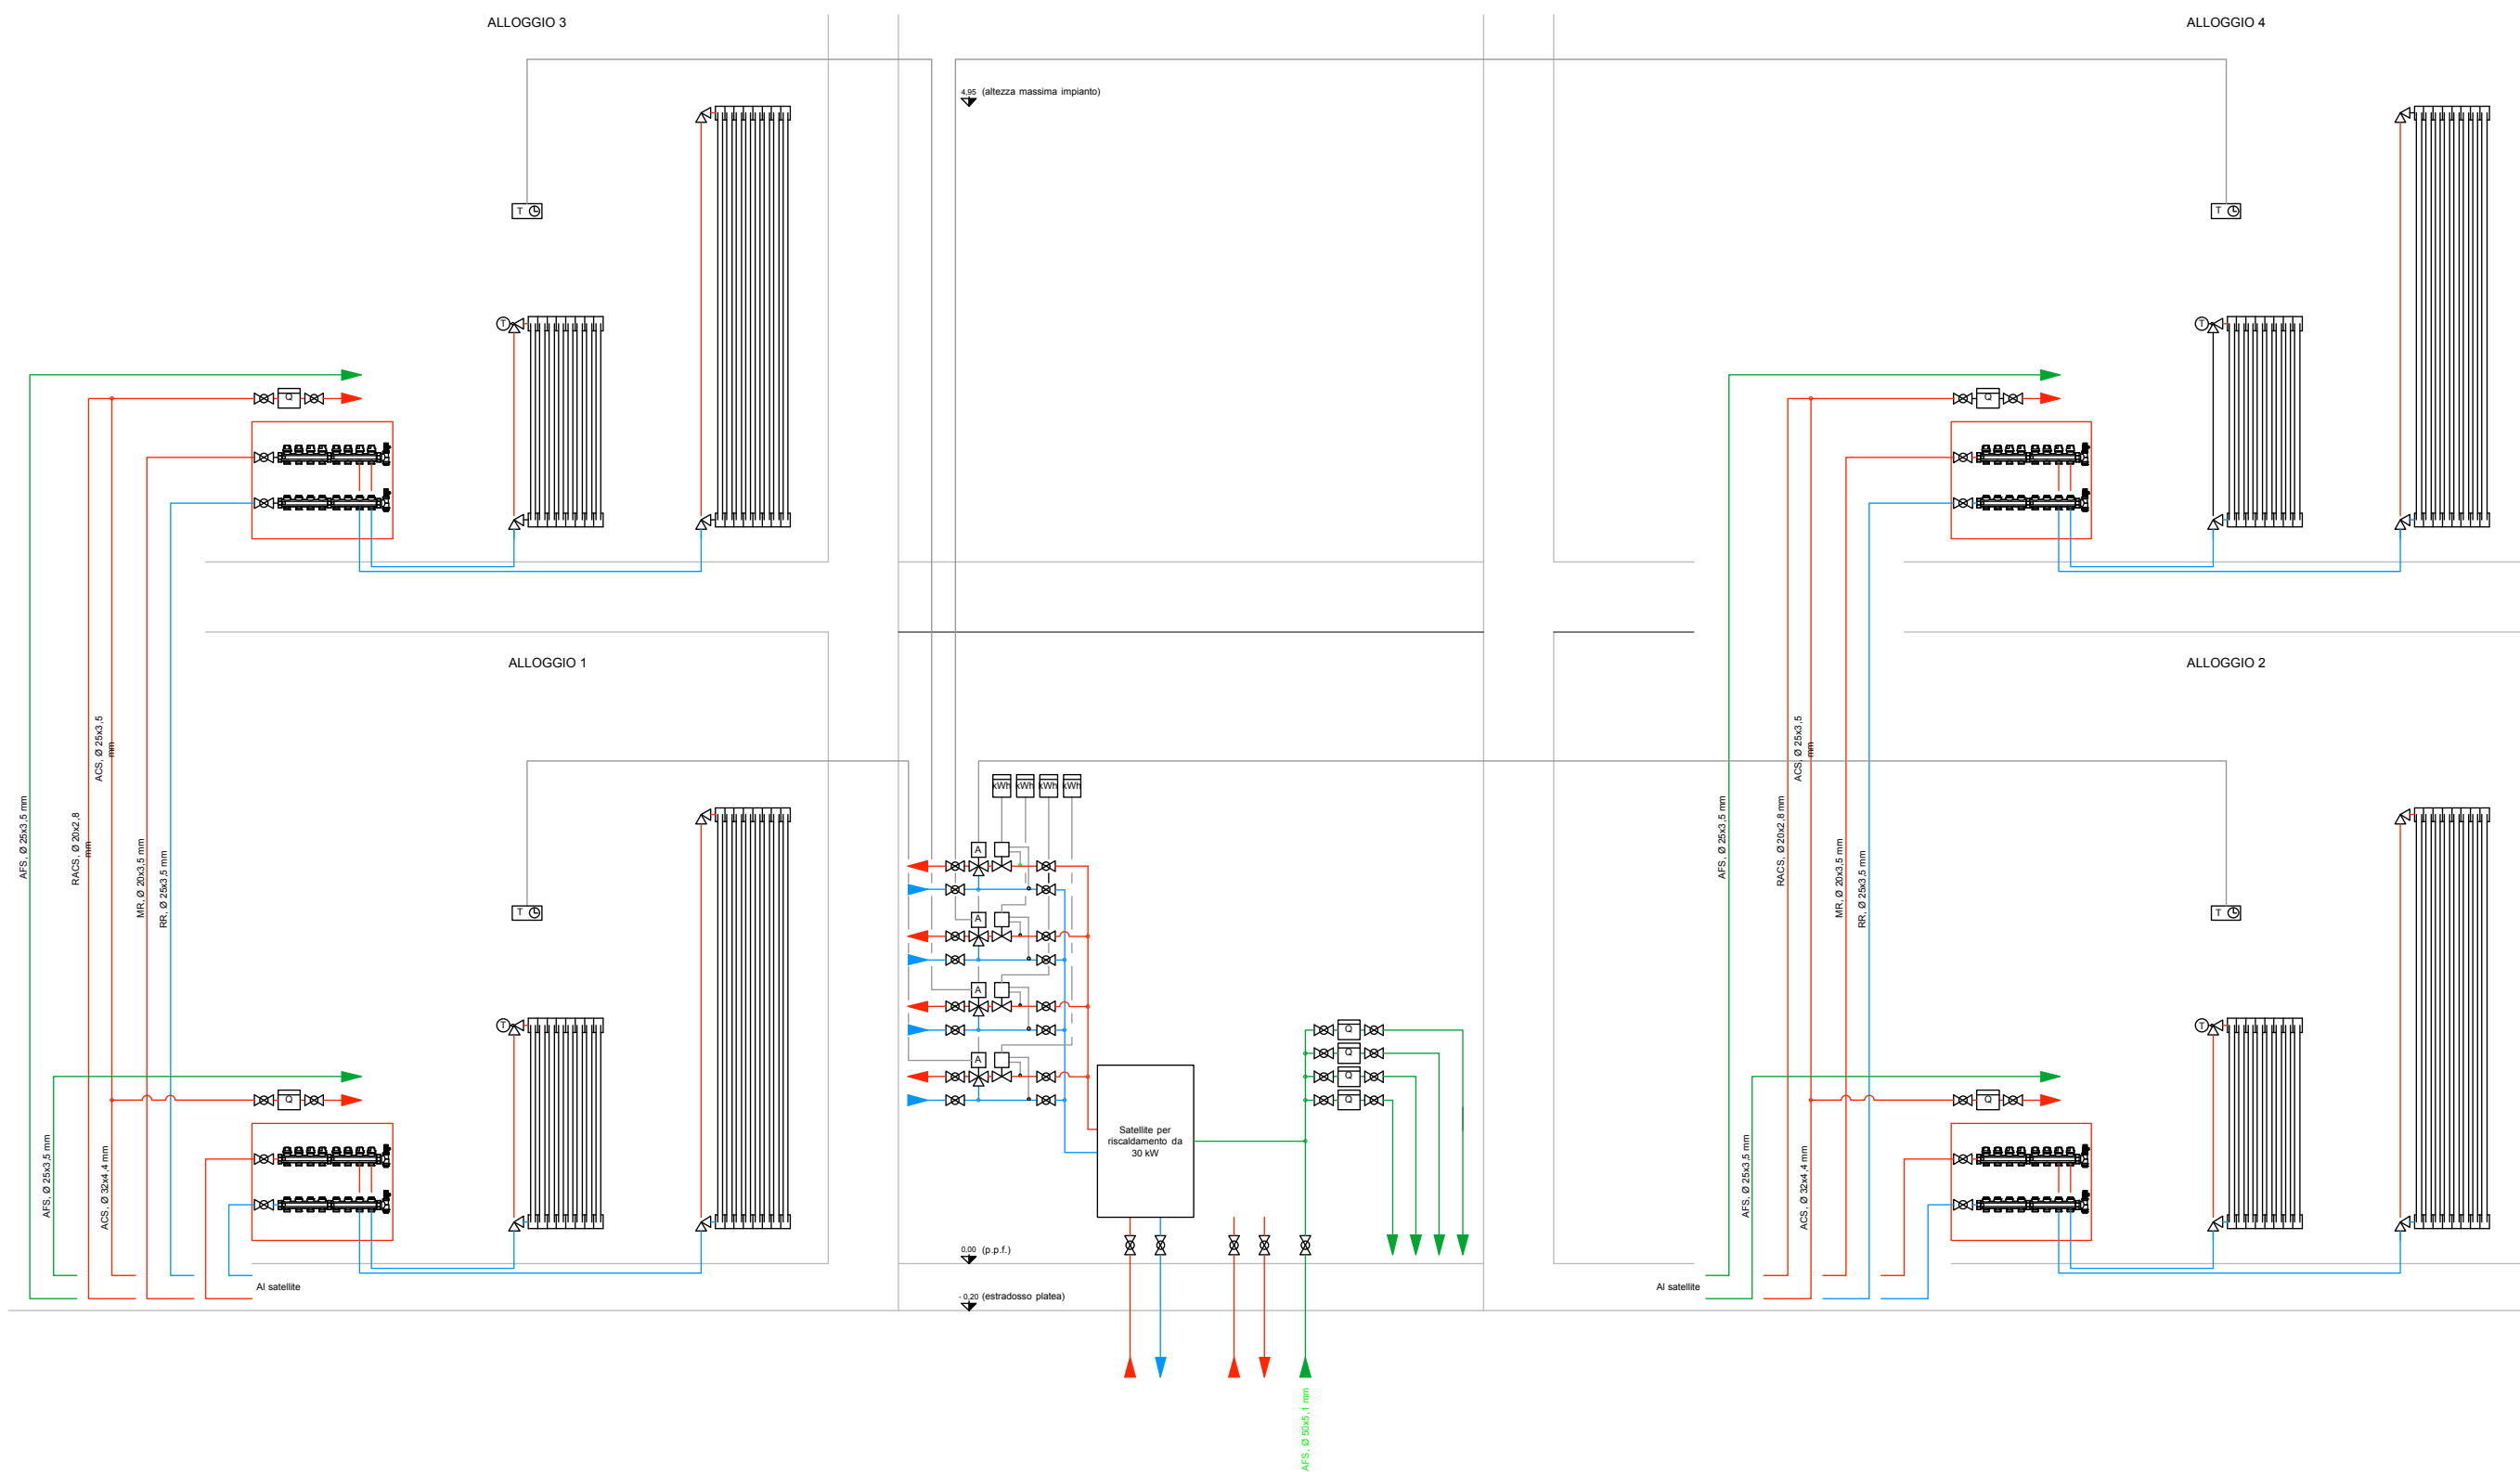 ALLOGGIO 3
ALLOGGIO 4
4,95 (altezza massima impianto)
T
T
T
T
Q
Q
ALLOGGIO 1
ALLOGGIO 2
AFS, Ø 25x3,5 mm
RACS, Ø 20x2,8
mm
ACS, Ø 25x3,5
mm
MR, Ø 20x3,5 mm
RR, Ø 25x3,5 mm
AFS, Ø 25x3,5 mm
RACS, Ø 20x2,8 mm
ACS, Ø 25x3,5
mm
MR, Ø 20x3,5 mm
RR, Ø 25x3,5 mm
kWh
kWh
kWh
kWh
A
A
A
A
T
T
T
T
Q
Q
Q
Q
Q
Q
AFS, Ø 25x3,5 mm
ACS, Ø 32x4,4 mm
AFS, Ø 25x3,5 mm
ACS, Ø 32x4,4 mm
Satellite per
riscaldamento da
30 kW
0,00 (p.p.f.)
Al satellite
Al satellite
- 0,20 (estradosso platea)
AFS, Ø 50x5,1 mm